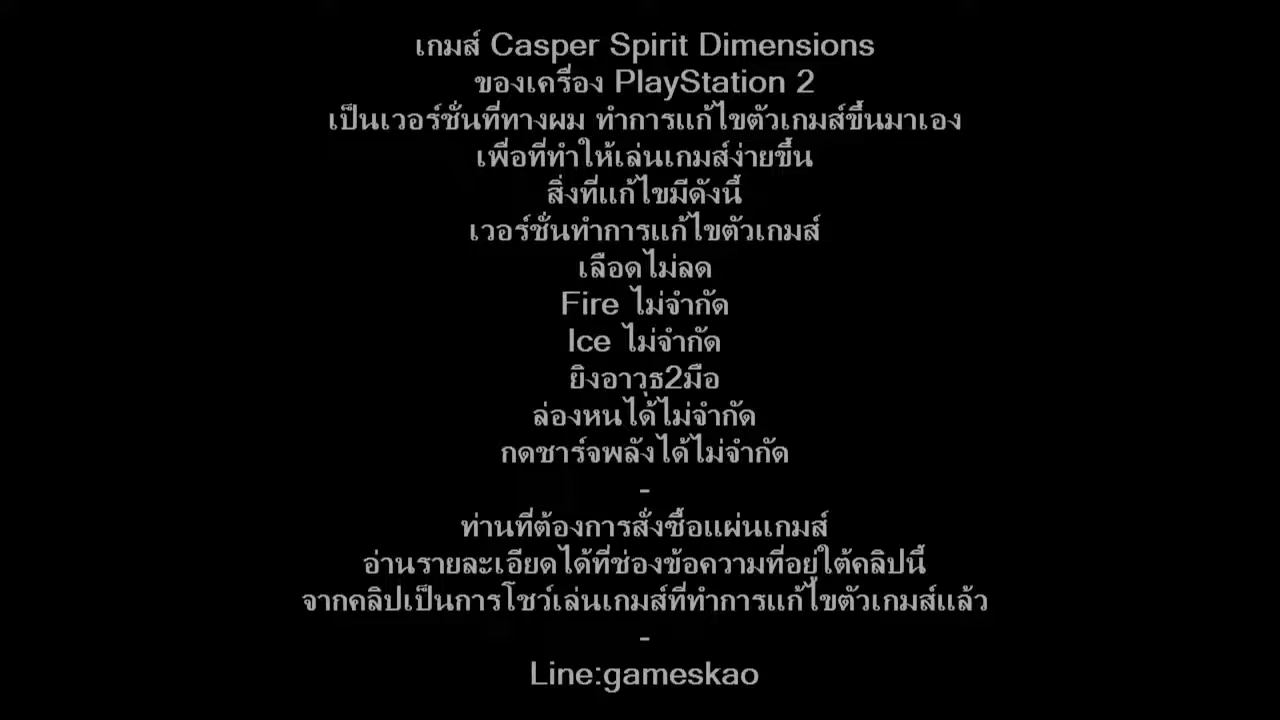 เกมส์ Casper Spirit Dimensions
ของเครื่อง PlayStation 2
เป็นเวอร์ชั่นที่ทางผม ทำการแก้ไขตัวเกมส์ขึ้นมาเอง
เพื่อที่ทำให้เล่นเกมส์ง่ายขึ้น
สิ่งที่แก้ไขมีดังนี้
เวอร์ชั่นทำการแก้ไขตัวเกมส์
เลือดไม่ลด
Fire ไม่จำกัด
Ice ไม่จำกัด
ยิงอาวุธ2มือ
ล่องหนได้ไม่จำกัด
กดชาร์จพลังได้ไม่จำกัด
-
ท่านที่ต้องการสั่งซื้อแผ่นเกมส์
อ่านรายละเอียดได้ที่ช่องข้อความที่อยู่ใต้คลิปนี้
จากคลิปเป็นการโชว์เล่นเกมส์ที่ทำการแก้ไขตัวเกมส์แล้ว
-
Line:gameskao